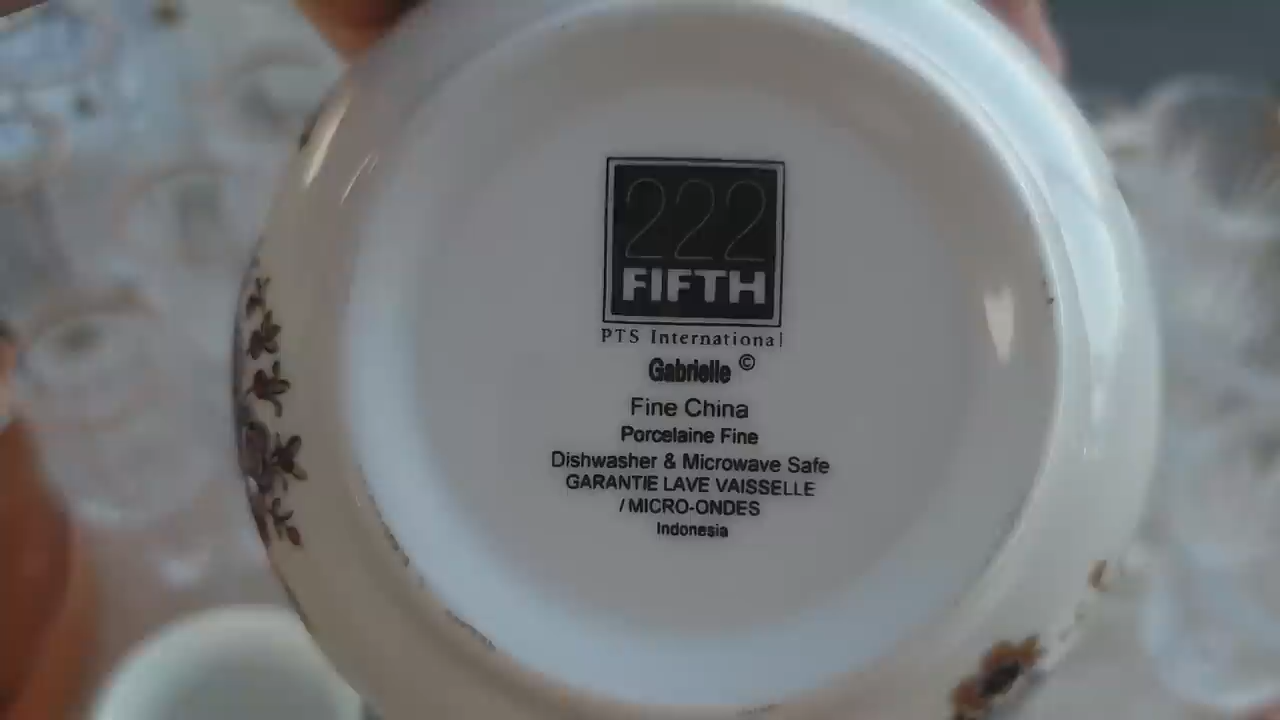 222
FIFTH
PTS International
Gabrielle ©
Fine China
Porcelaine Fine
Dishwasher & Microwave Safe
GARANTIE LAVE VAISSELLE
/ MICRO-ONDES
Indonesia